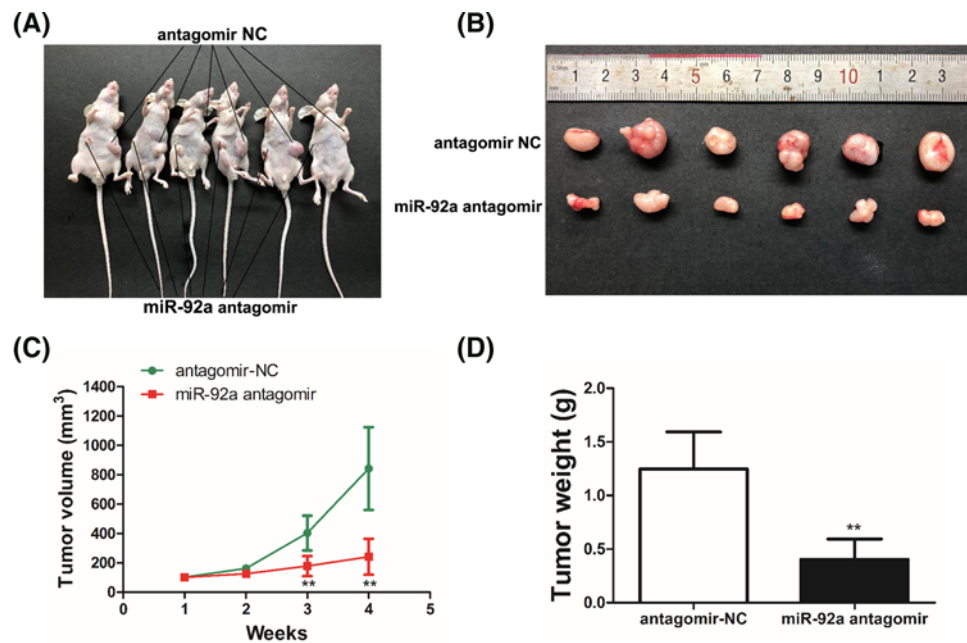 (A)
antagomir NC
miR-92a antagomir
(B)
1 2 3 4 5 6 7 8 9 10 1 2 3
antagomir NC
miR-92a antagomir
(C)
antagomir-NC
miR-92a antagomir
Tumor volume (mm³)
1400
1200
1000
800
600
400
200
0
0 1 2 3 4 5
** **
Weeks
(D)
Tumor weight (g)
2.0
1.5
1.0
0.5
0.0
**
antagomir-NC miR-92a antagomir